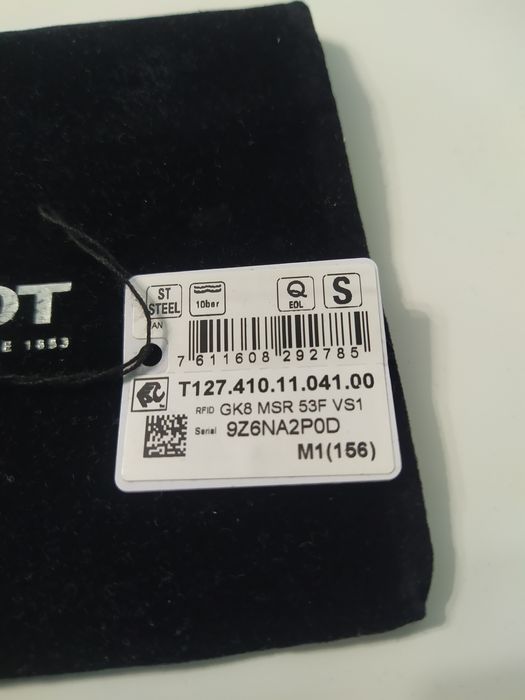 OT
E 1853
ST
STEEL
10bar
Q
EOL
S
EAN
7 611608 292785
T127.410.11.041.00
RFID GK8 MSR 53F VS1
Serial 9Z6NA2P0D
M1(156)